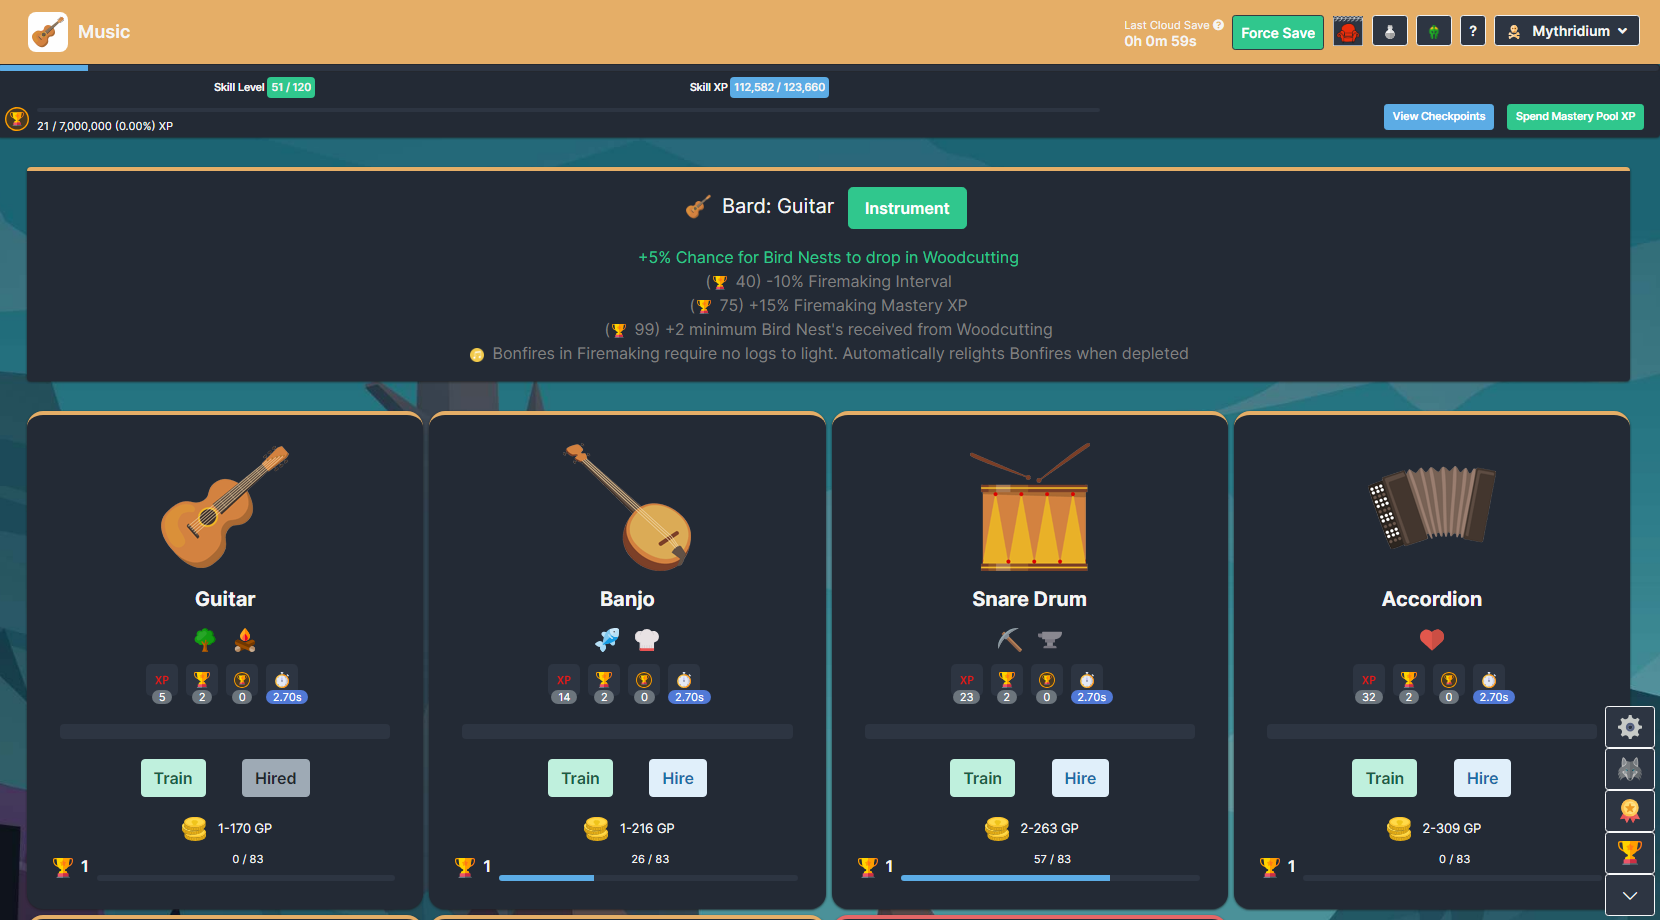 Music
Last Cloud Save ?
0h 0m 59s
Force Save
?
Mythridium
Skill Level 51 / 120
Skill XP 112,582 / 123,660
21 / 7,000,000 (0.00%) XP
View Checkpoints
Spend Mastery Pool XP
Bard: Guitar
Instrument
+5% Chance for Bird Nests to drop in Woodcutting
( 40) -10% Firemaking Interval
( 75) +15% Firemaking Mastery XP
( 99) +2 minimum Bird Nest's received from Woodcutting
Bonfires in Firemaking require no logs to light. Automatically relights Bonfires when depleted
Guitar
XP
5 2 0 2.70s
Train Hired
1-170 GP
0 / 83
1
Banjo
XP
14 2 0 2.70s
Train Hire
1-216 GP
26 / 83
1
Snare Drum
XP
23 2 0 2.70s
Train Hire
2-263 GP
57 / 83
1
Accordion
XP
32 2 0 2.70s
Train Hire
2-309 GP
0 / 83
1